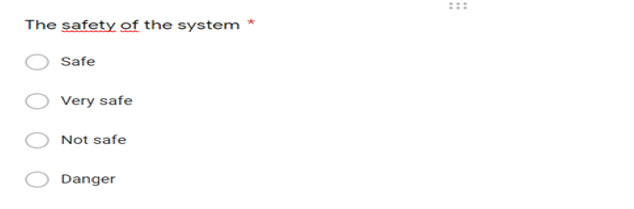 The safety of the system *
Safe
Very safe
Not safe
Danger